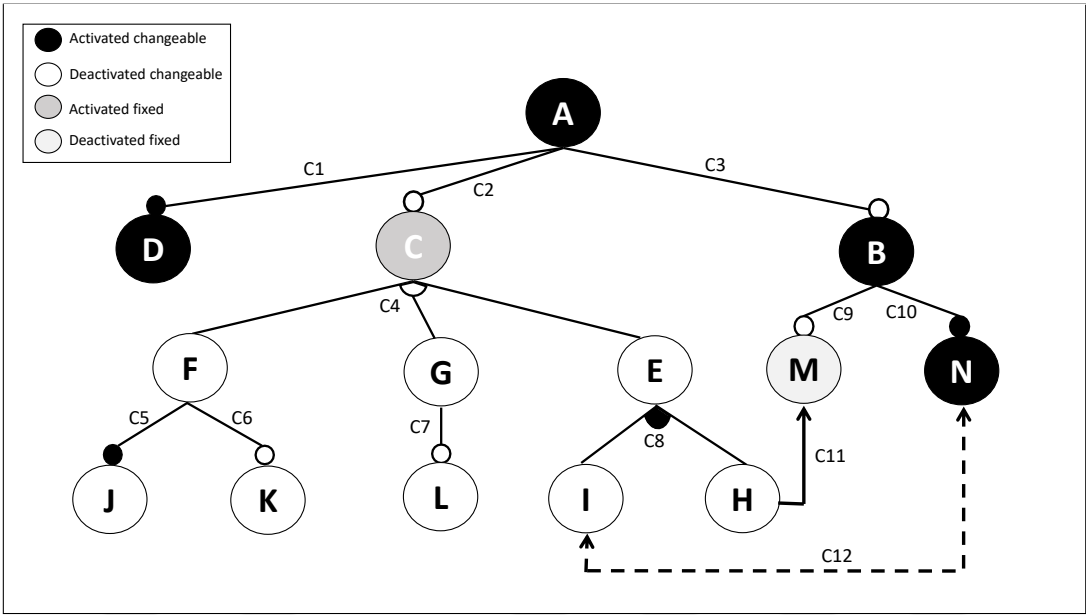 Activated changeable
Deactivated changeable
Activated fixed
Deactivated fixed
A
C1
C2
C3
D
C
B
C4
C9
C10
F
G
E
M
N
C5
C6
C7
C8
C11
J
K
L
I
H
C12